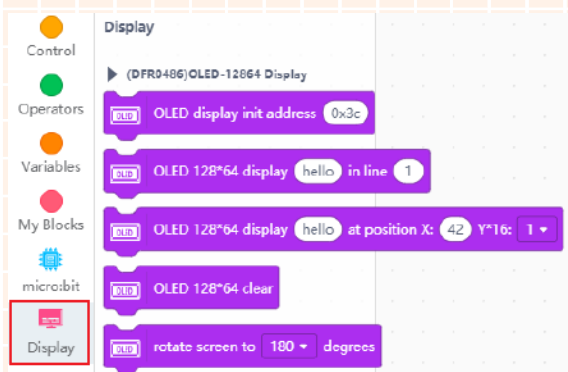 Control
Operators
Variables
My Blocks
micro:bit
Display
Display
(DFR0486)OLED-12864 Display
OLED OLED display init address 0x3c
OLED OLED 128*64 display hello in line 1
OLED OLED 128*64 display hello at position X: 42 Y*16: 1
OLED OLED 128*64 clear
OLED rotate screen to 180 degrees